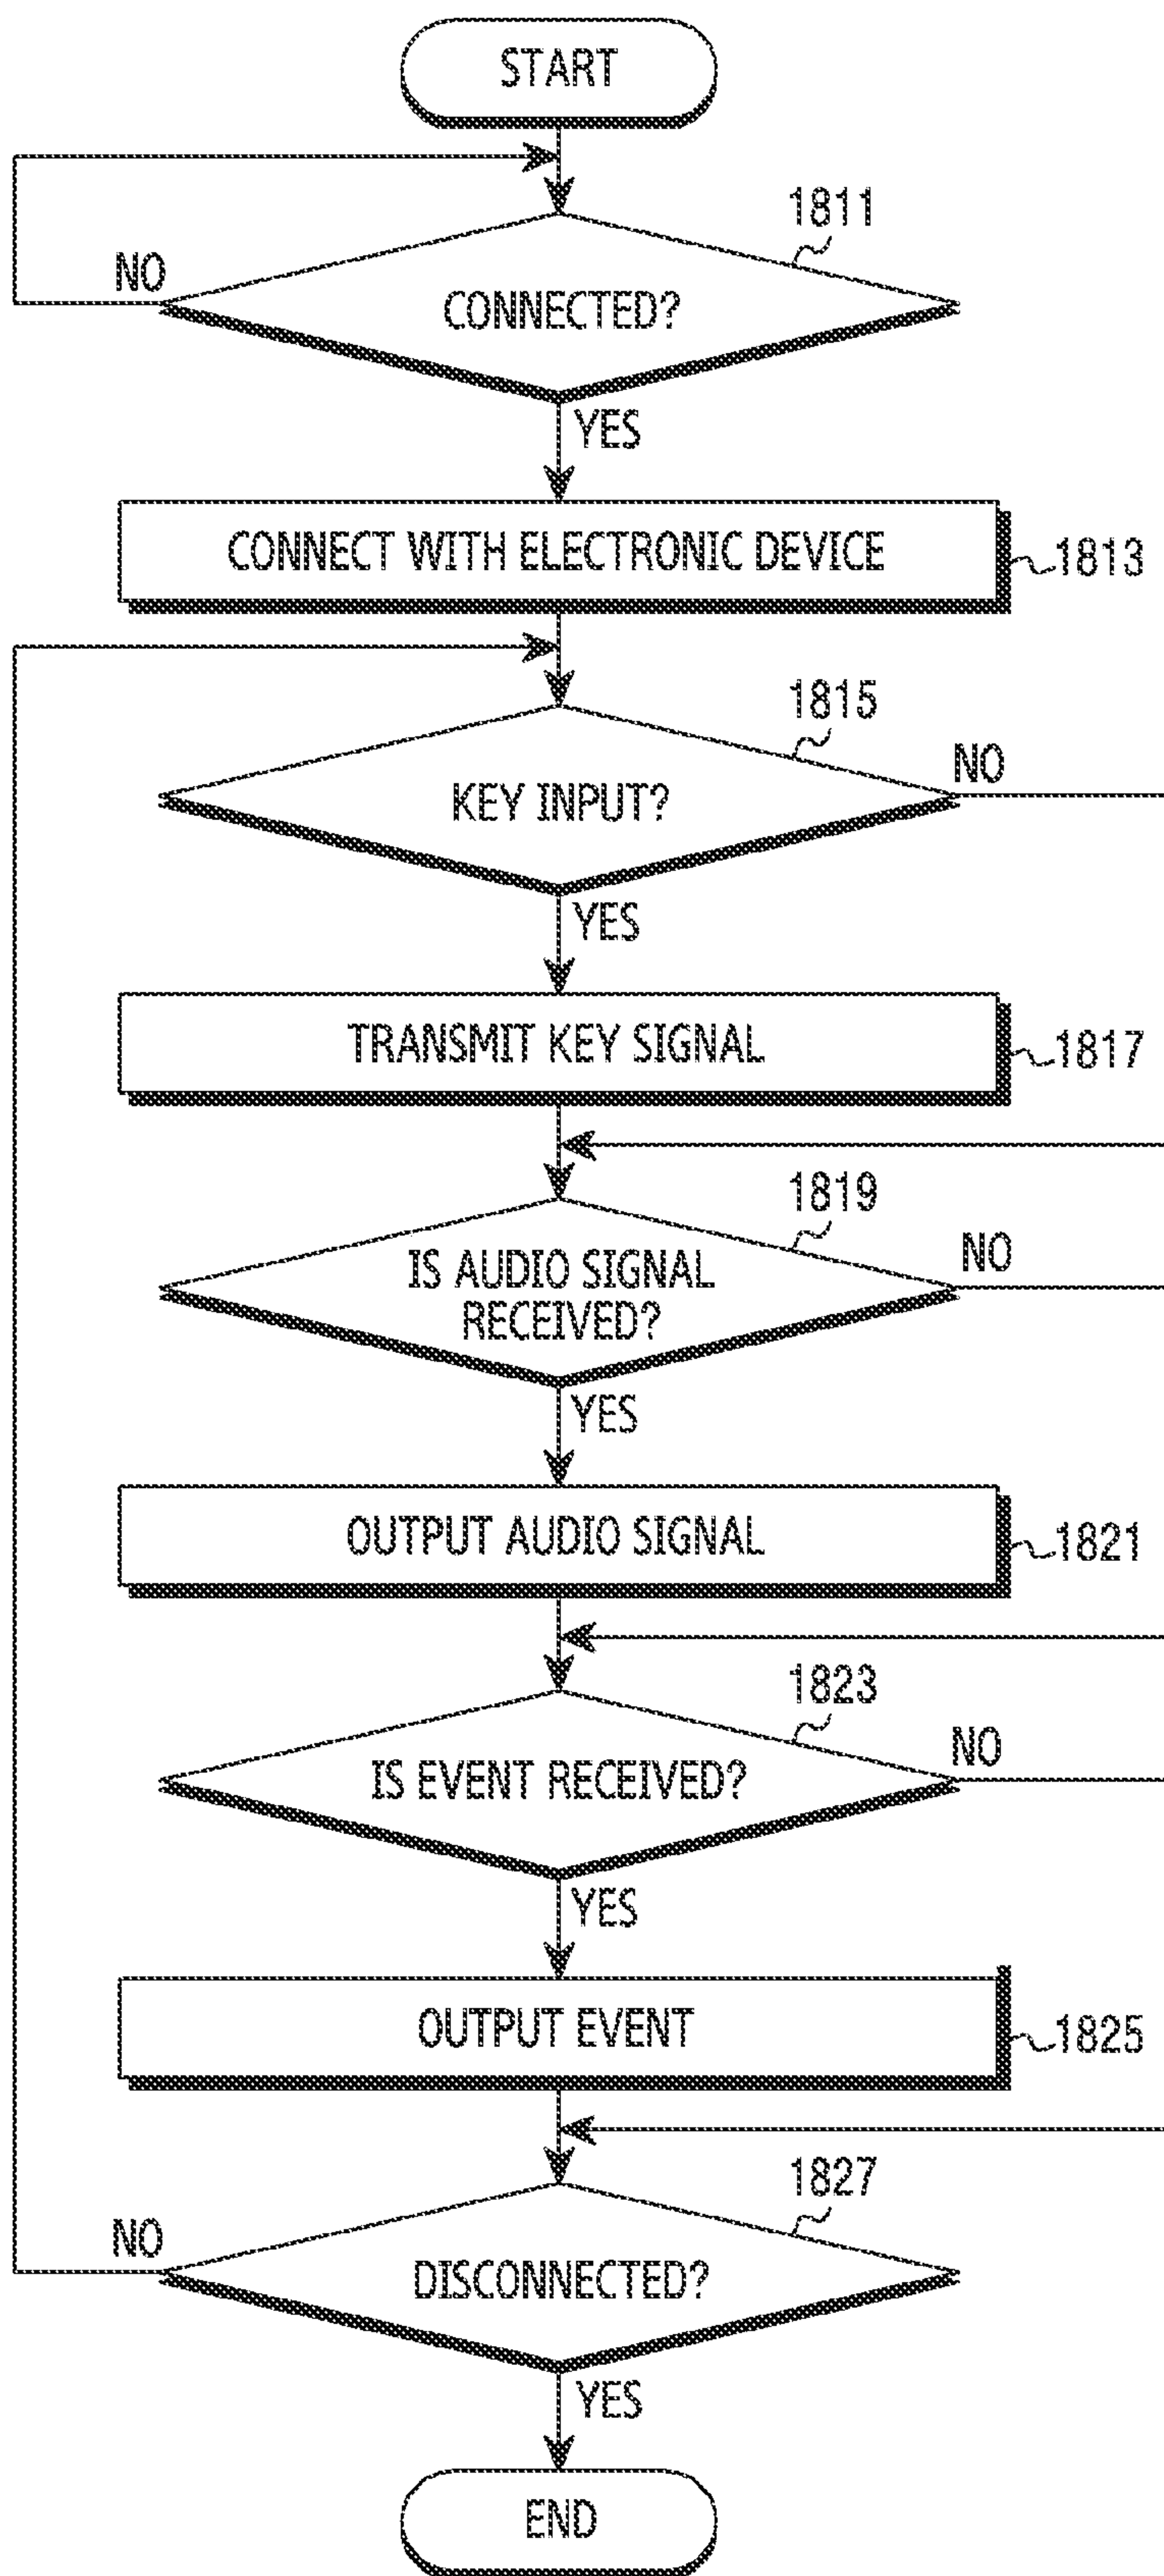 START
1811
NO
CONNECTED?
YES
CONNECT WITH ELECTRONIC DEVICE
1813
1815
NO
KEY INPUT?
YES
TRANSMIT KEY SIGNAL
1817
1819
NO
IS AUDIO SIGNAL
RECEIVED?
YES
OUTPUT AUDIO SIGNAL
1821
1823
NO
IS EVENT RECEIVED?
YES
OUTPUT EVENT
1825
1827
NO
DISCONNECTED?
YES
END